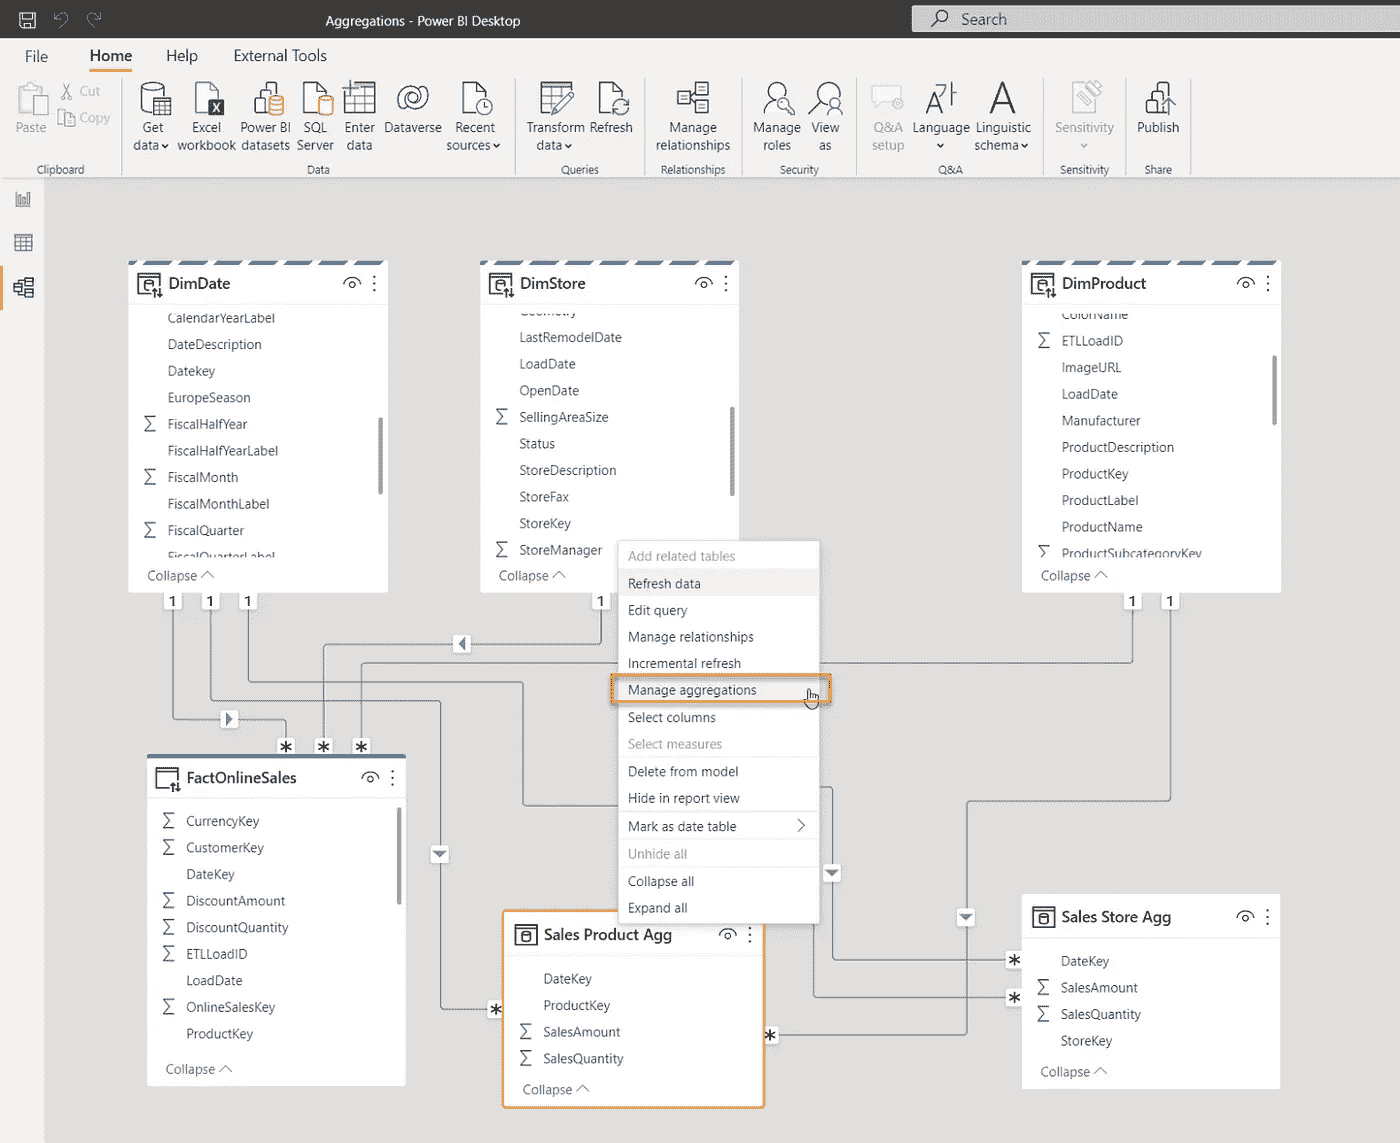 Aggregations - Power BI Desktop
Search
File
Home
Help
External Tools
Paste
Cut
Copy
Clipboard
Get
data
Excel
workbook
Power BI
datasets
SQL
Server
Enter
data
Dataverse
Recent
sources
Data
Transform
data
Refresh
Queries
Manage
relationships
Relationships
Manage
roles
View
as
Security
Q&A
setup
Language
Linguistic
schema
Q&A
Sensitivity
Sensitivity
Publish
Share
DimDate
CalendarYearLabel
DateDescription
Datekey
EuropeSeason
FiscalHalfYear
FiscalHalfYearLabel
FiscalMonth
FiscalMonthLabel
FiscalQuarter
FiscalQuarterLabel
Collapse
1
1
1
DimStore
Geometry
LastRemodelDate
LoadDate
OpenDate
SellingAreaSize
Status
StoreDescription
StoreFax
StoreKey
StoreManager
Collapse
1
DimProduct
ColorName
ETLLoadID
ImageURL
LoadDate
Manufacturer
ProductDescription
ProductKey
ProductLabel
ProductName
ProductSubcategoryKey
Collapse
1
1
Add related tables
Refresh data
Edit query
Manage relationships
Incremental refresh
Manage aggregations
Select columns
Select measures
Delete from model
Hide in report view
Mark as date table
Unhide all
Collapse all
Expand all
* * *
FactOnlineSales
CurrencyKey
CustomerKey
DateKey
DiscountAmount
DiscountQuantity
ETLLoadID
LoadDate
OnlineSalesKey
ProductKey
Collapse
Sales Product Agg
DateKey
ProductKey
SalesAmount
SalesQuantity
Collapse
*
*
Sales Store Agg
DateKey
SalesAmount
SalesQuantity
StoreKey
Collapse
*
*